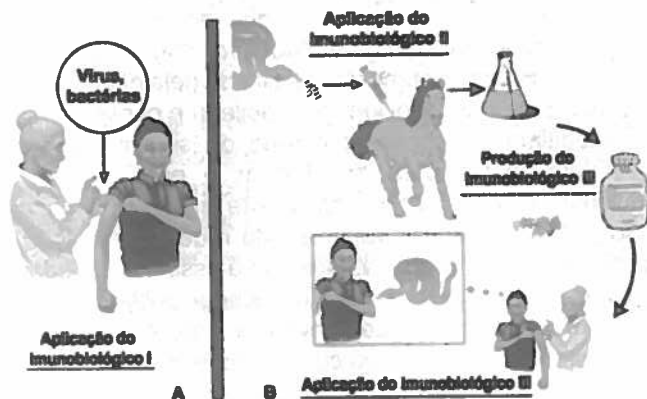 Vírus,
bactérias
Aplicação do
imunobiológico I
A
Aplicação do
imunobiológico II
Produção do
imunobiológico III
B
Aplicação do imunobiológico III